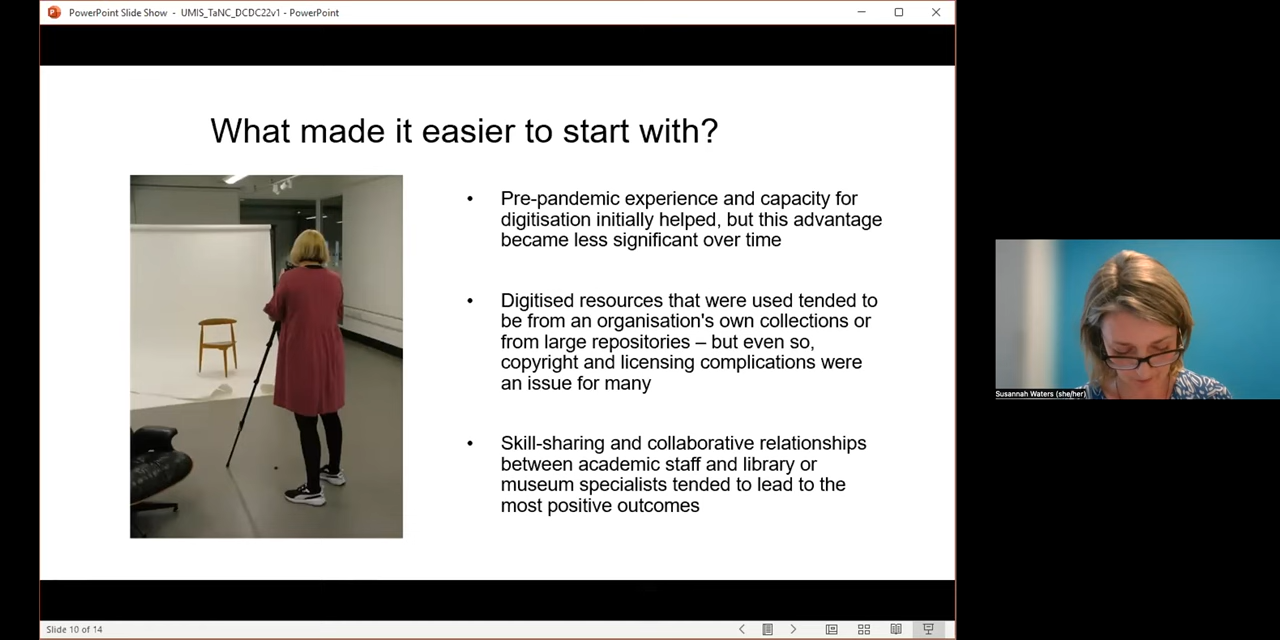 PowerPoint Slide Show - UMIS_TaNC_DCDC22v1 - PowerPoint
What made it easier to start with?
• Pre-pandemic experience and capacity for
digitisation initially helped, but this advantage
became less significant over time
• Digitised resources that were used tended to
be from an organisation's own collections or
from large repositories – but even so,
copyright and licensing complications were
an issue for many
• Skill-sharing and collaborative relationships
between academic staff and library or
museum specialists tended to lead to the
most positive outcomes
Susannah Waters (she/her)
Slide 10 of 14